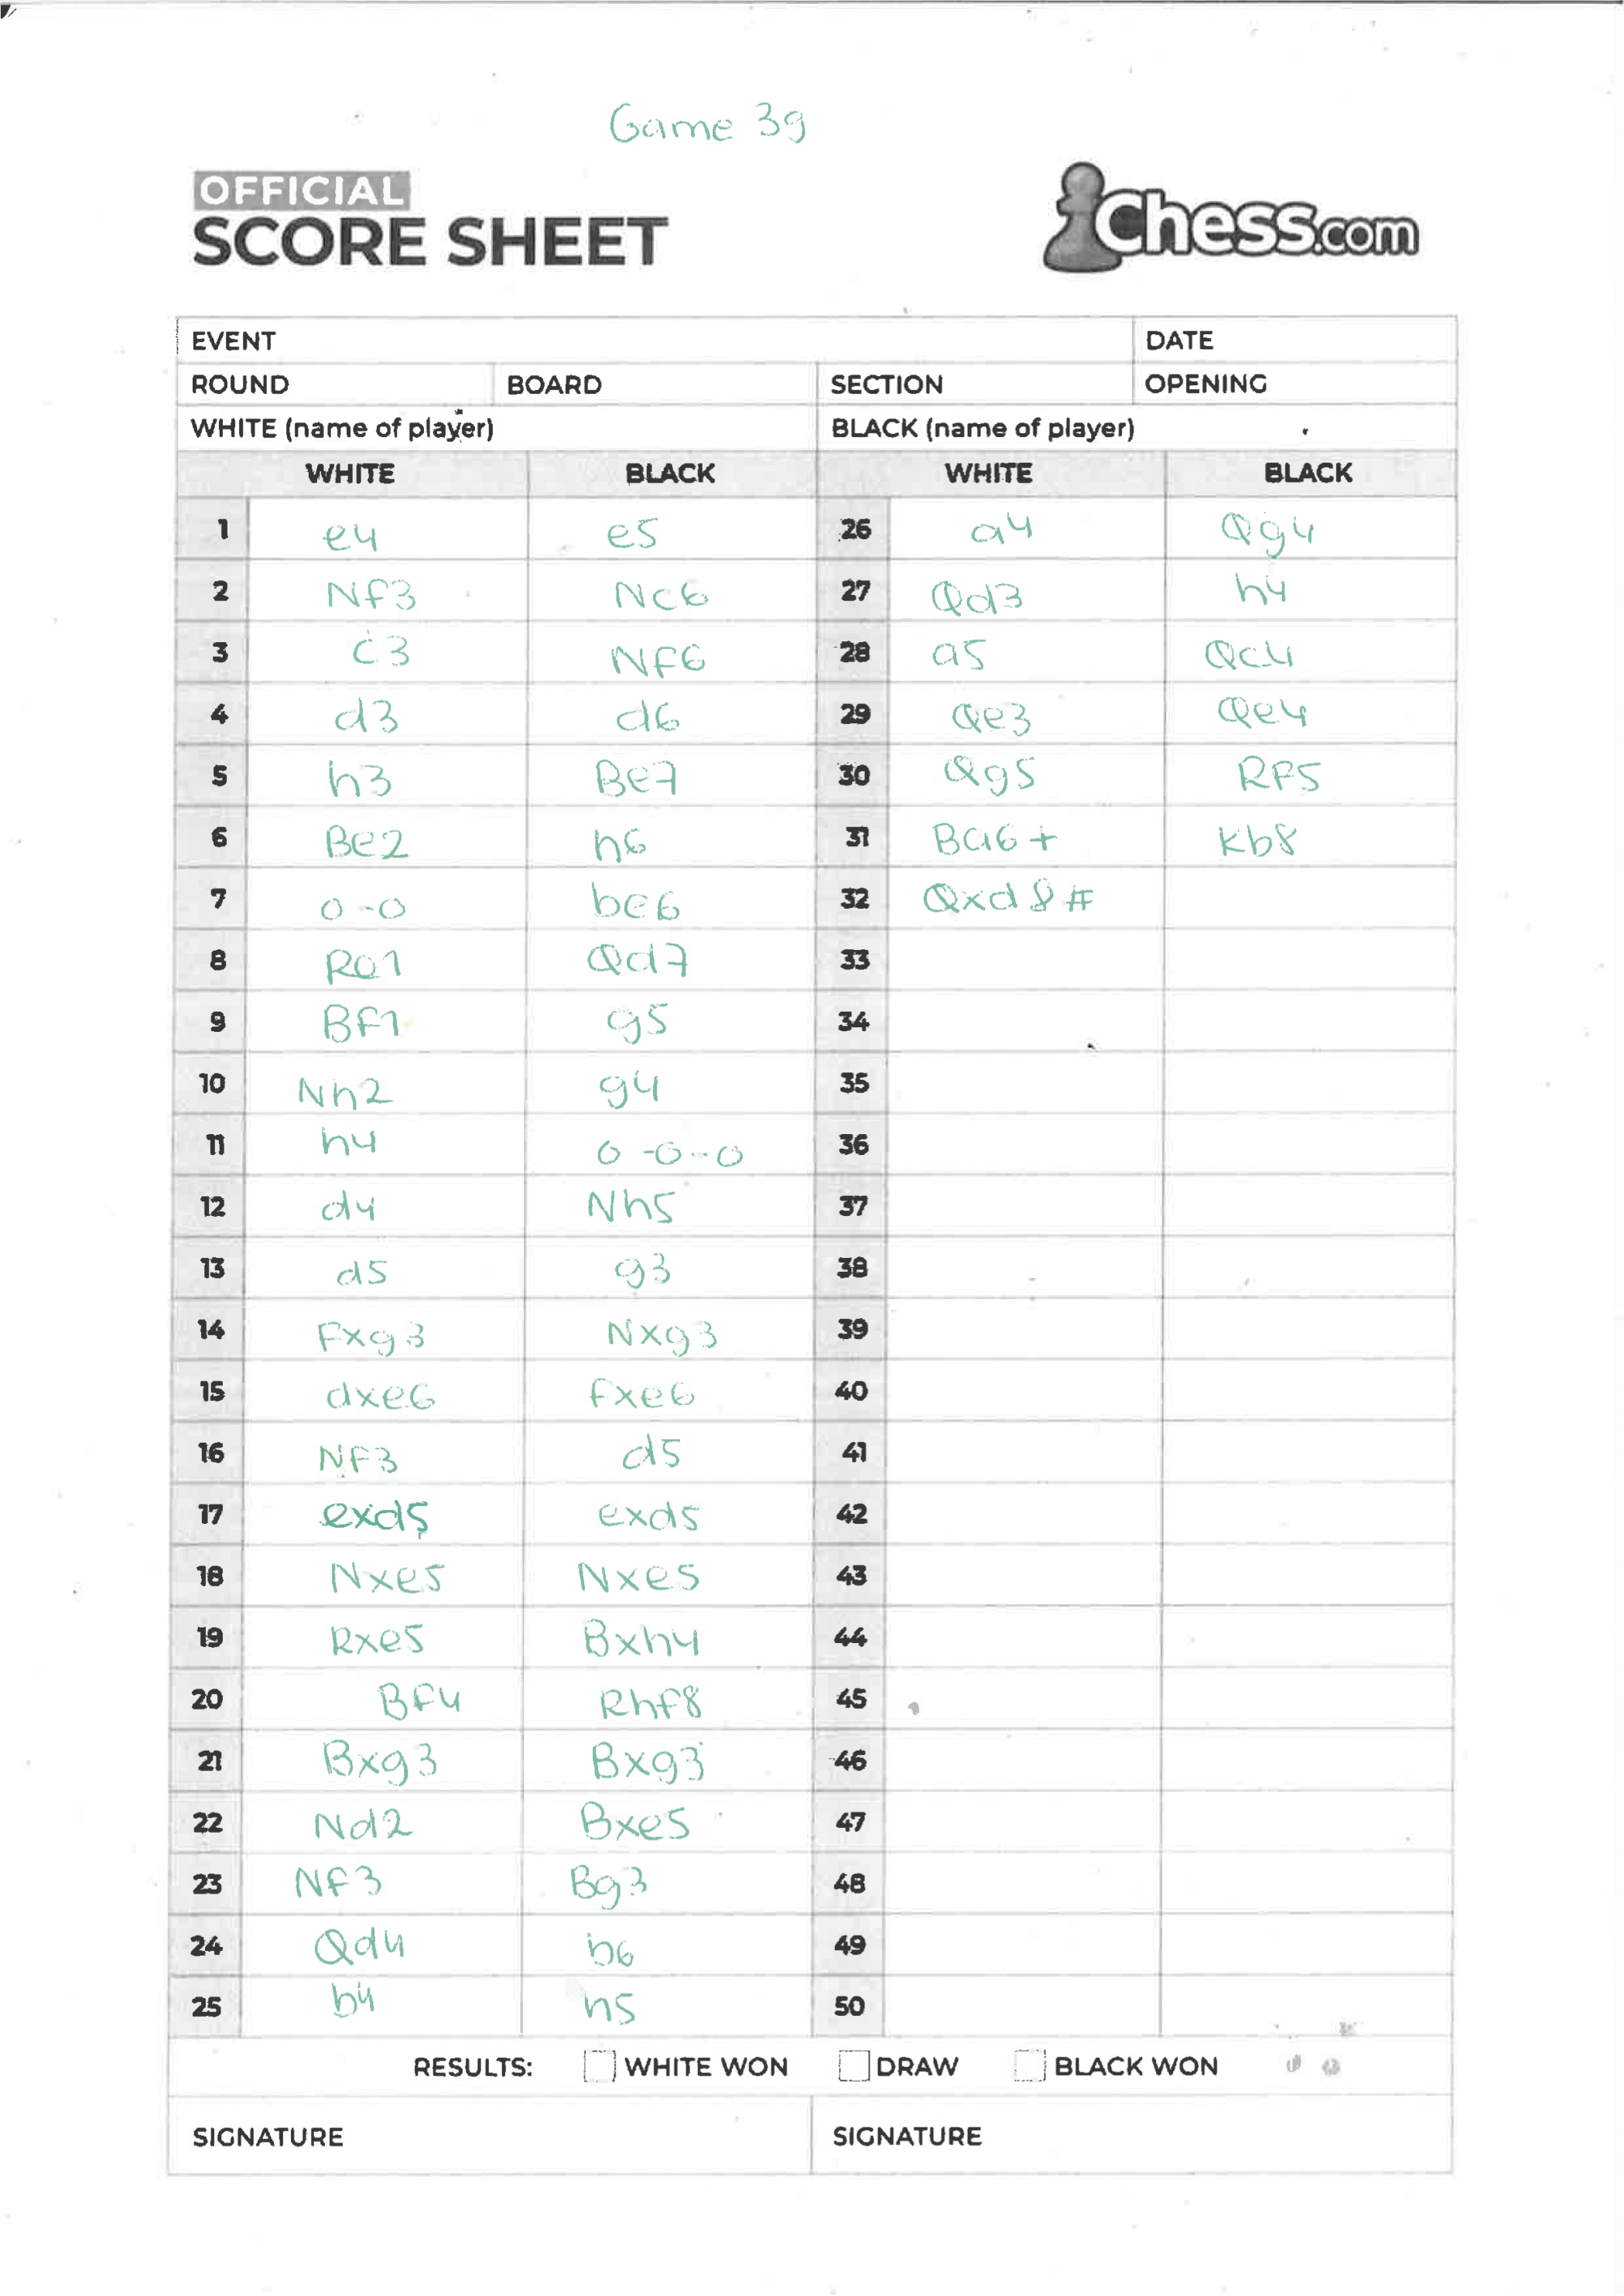 Game 39
OFFICIAL
SCORE SHEET
Chess.com
EVENT DATE
ROUND BOARD SECTION OPENING
WHITE (name of player) BLACK (name of player)
WHITE BLACK WHITE BLACK
1 e4 e5 26 a4 Qg4
2 Nf3 Nc6 27 Qd3 h4
3 c3 NF6 28 a5 Qc4
4 d3 d6 29 Qe3 Qe4
5 h3 Be7 30 Qg5 RF5
6 Be2 h6 31 Ba6+ Kb8
7 0-0 be6 32 Qxd8#
8 Re1 Qd7 33
9 Bf1 g5 34
10 Nh2 g4 35
11 h4 0-0-0 36
12 d4 Nh5 37
13 d5 g3 38
14 Fxg3 Nxg3 39
15 dxe6 fxe6 40
16 NF3 d5 41
17 exd5 exd5 42
18 Nxe5 Nxe5 43
19 Rxe5 Bxh4 44
20 BF4 Rhf8 45
21 Bxg3 Bxg3 46
22 Nd2 Bxe5 47
23 NF3 Bg3 48
24 Qd4 b6 49
25 b4 h5 50
RESULTS: WHITE WON DRAW BLACK WON
SIGNATURE SIGNATURE